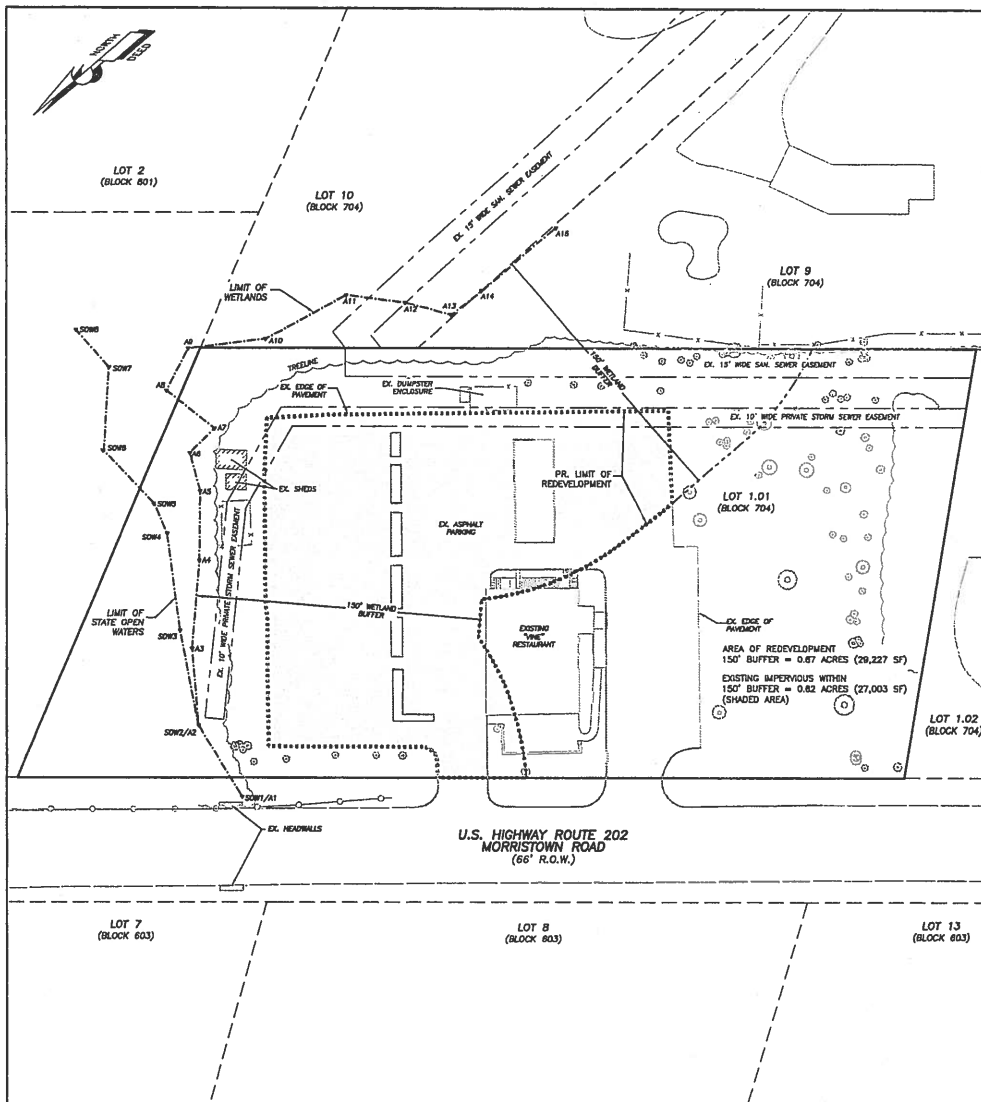 NORTH
DEED
LOT 2
(BLOCK 801)
LOT 10
(BLOCK 704)
EX. 15' WIDE SAN. SEWER EASEMENT
A16
LOT 9
(BLOCK 704)
LIMIT OF
WETLANDS
A11
A12
A13
A14
SOW8
A9
A10
SOW7
TREELINE
150' WETLAND
BUFFER
EX. 15' WIDE SAN. SEWER EASEMENT
A8
EX. EDGE OF
PAVEMENT
EX. DUMPSTER
ENCLOSURE
EX. 10' WIDE PRIVATE STORM SEWER EASEMENT
A7
SOW6
A6
A5
EX. SHEDS
PR. LIMIT OF
REDEVELOPMENT
LOT 1.01
(BLOCK 704)
SOW5
SOW4
EX. ASPHALT
PARKING
A4
EX. 10' WIDE PRIVATE STORM SEWER EASEMENT
LIMIT OF
STATE OPEN
WATERS
150' WETLAND
BUFFER
SOW3
A3
EXISTING
"VINE"
RESTAURANT
EX. EDGE OF
PAVEMENT
AREA OF REDEVELOPMENT
150' BUFFER = 0.67 ACRES (29,227 SF)
EXISTING IMPERVIOUS WITHIN
150' BUFFER = 0.62 ACRES (27,003 SF)
(SHADED AREA)
SOW2/A2
LOT 1.02
(BLOCK 704)
SOW1/A1
EX. HEADWALLS
U.S. HIGHWAY ROUTE 202
MORRISTOWN ROAD
(66' R.O.W.)
LOT 7
(BLOCK 603)
LOT 8
(BLOCK 603)
LOT 13
(BLOCK 603)